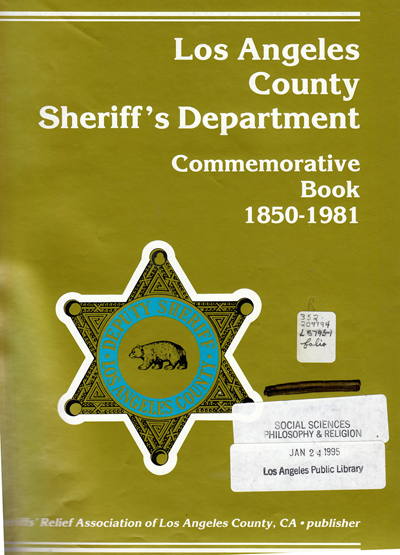 Los Angeles
County
Sheriff's Department
Commemorative
Book
1850-1981
DEPUTY SHERIFF
LOS ANGELES COUNTY
352.
folio
SOCIAL SCIENCES
PHILOSOPHY & RELIGION
JAN 24 1995
Los Angeles Public Library
Relief Association of Los Angeles County, CA • publisher